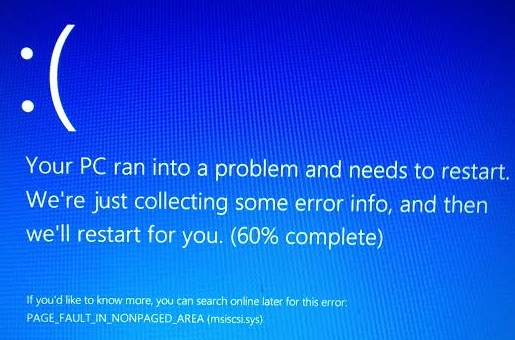 :(
Your PC ran into a problem and needs to restart.
We're just collecting some error info, and then
we'll restart for you. (60% complete)
If you'd like to know more, you can search online later for this error:
PAGE_FAULT_IN_NONPAGED_AREA (msiscsi.sys)